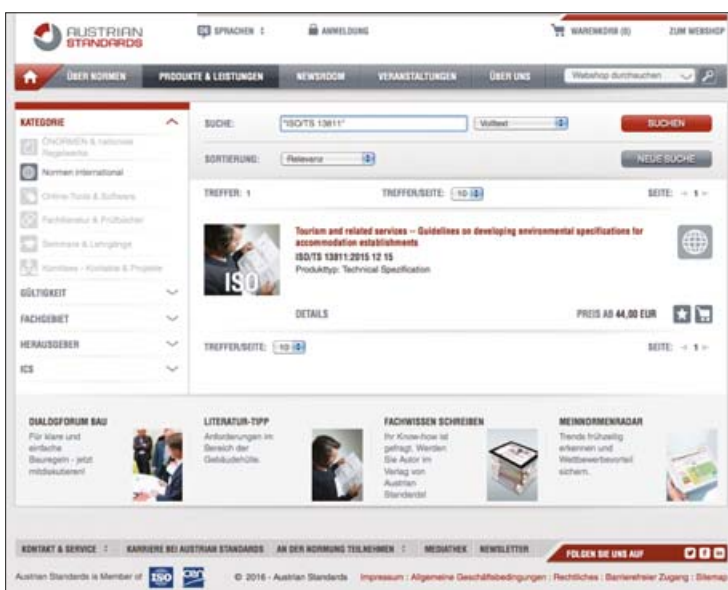 AUSTRIAN STANDARDS
DE SPRACHEN
ANMELDUNG
WARENKORB (0)
ZUM WEBSHOP
ÜBER NORMEN
PRODUKTE & LEISTUNGEN
NEWSROOM
VERANSTALTUNGEN
ÜBER UNS
Webshop durchsuchen
KATEGORIE
ÖNORMEN & nationale
Regelwerke
Normen international
Online-Tools & Software
Fachliteratur & Prüfbücher
Seminare & Lehrgänge
Komitees - Kontakte & Projekte
GÜLTIGKEIT
FACHGEBIET
HERAUSGEBER
ICS
SUCHE:
"ISO/TS 13811"
Volltext
SUCHEN
SORTIERUNG:
Relevanz
NEUE SUCHE
TREFFER: 1
TREFFER/SEITE: 10
SEITE: 1
ISO
Tourism and related services -- Guidelines on developing environmental specifications for
accommodation establishments
ISO/TS 13811:2015 12 15
Produkttyp: Technical Spezification
DETAILS
PREIS AB 44,00 EUR
TREFFER/SEITE: 10
SEITE: 1
DIALOGFORUM BAU
Für klare und
einfache
Bauregeln - jetzt
mitdiskutieren!
LITERATUR-TIPP
Anforderungen im
Bereich der
Gebäudehülle.
FACHWISSEN SCHREIBEN
Ihr Know-how ist
gefragt. Werden
Sie Autor im
Verlag von
Austrian
Standards!
MEINNORMENRADAR
Trends frühzeitig
erkennen und
Wettbewerbsvorteil
sichern.
KONTAKT & SERVICE
KARRIERE BEI AUSTRIAN STANDARDS
AN DER NORMUNG TEILNEHMEN
MEDIATHEK
NEWSLETTER
FOLGEN SIE UNS AUF
Austrian Standards is Member of ISO cen
© 2016 - Austrian Standards
Impressum | Allgemeine Geschäftsbedingungen | Rechtliches | Barrierefreier Zugang | Sitemap